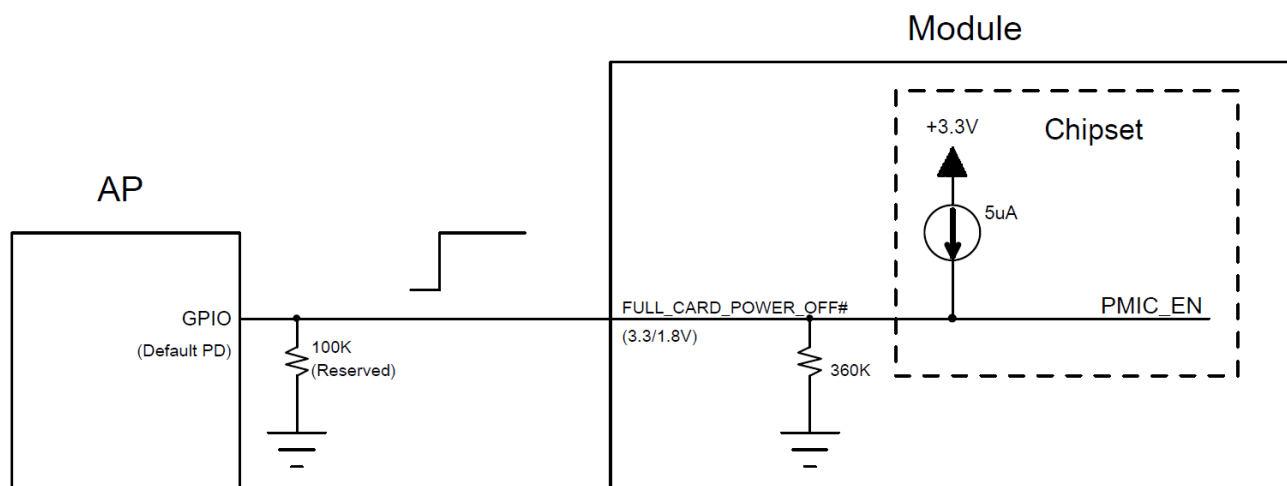 Module
+3.3V
Chipset
AP
5uA
GPIO
FULL_CARD_POWER_OFF#
PMIC_EN
(Default PD)
100K
(3.3/1.8V)
(Reserved)
360K